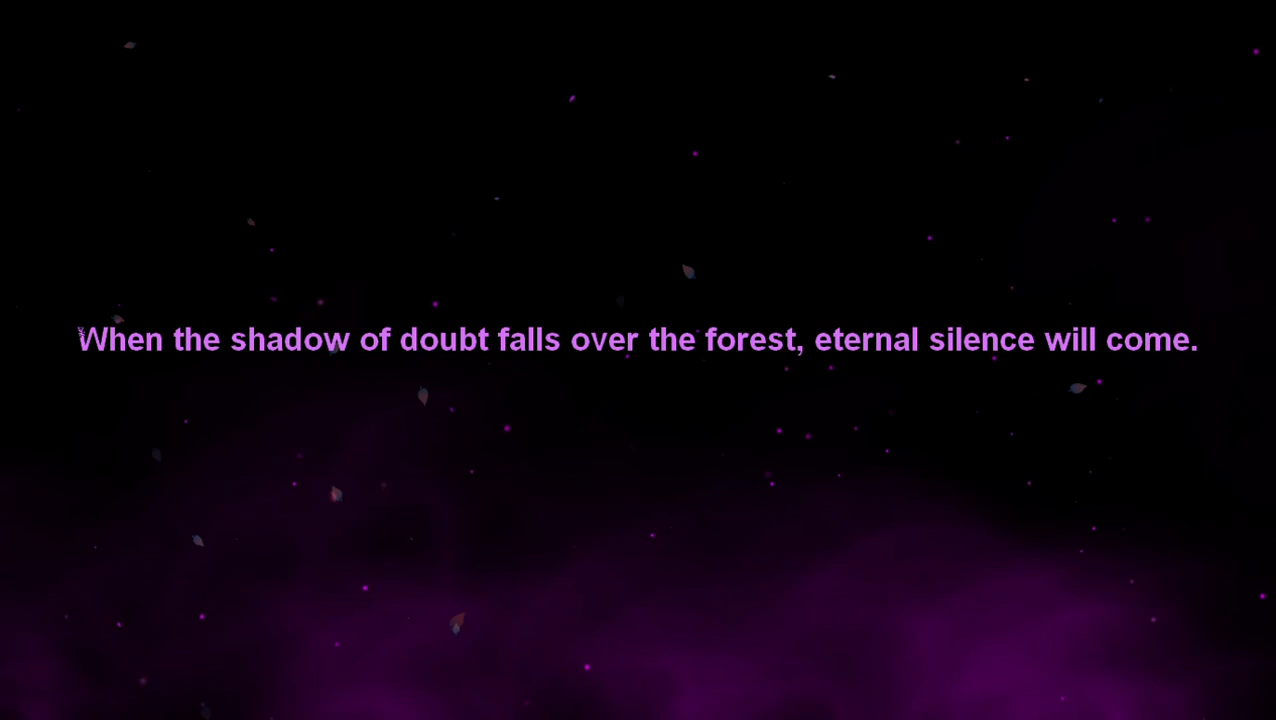 When the shadow of doubt falls over the forest, eternal silence will come.